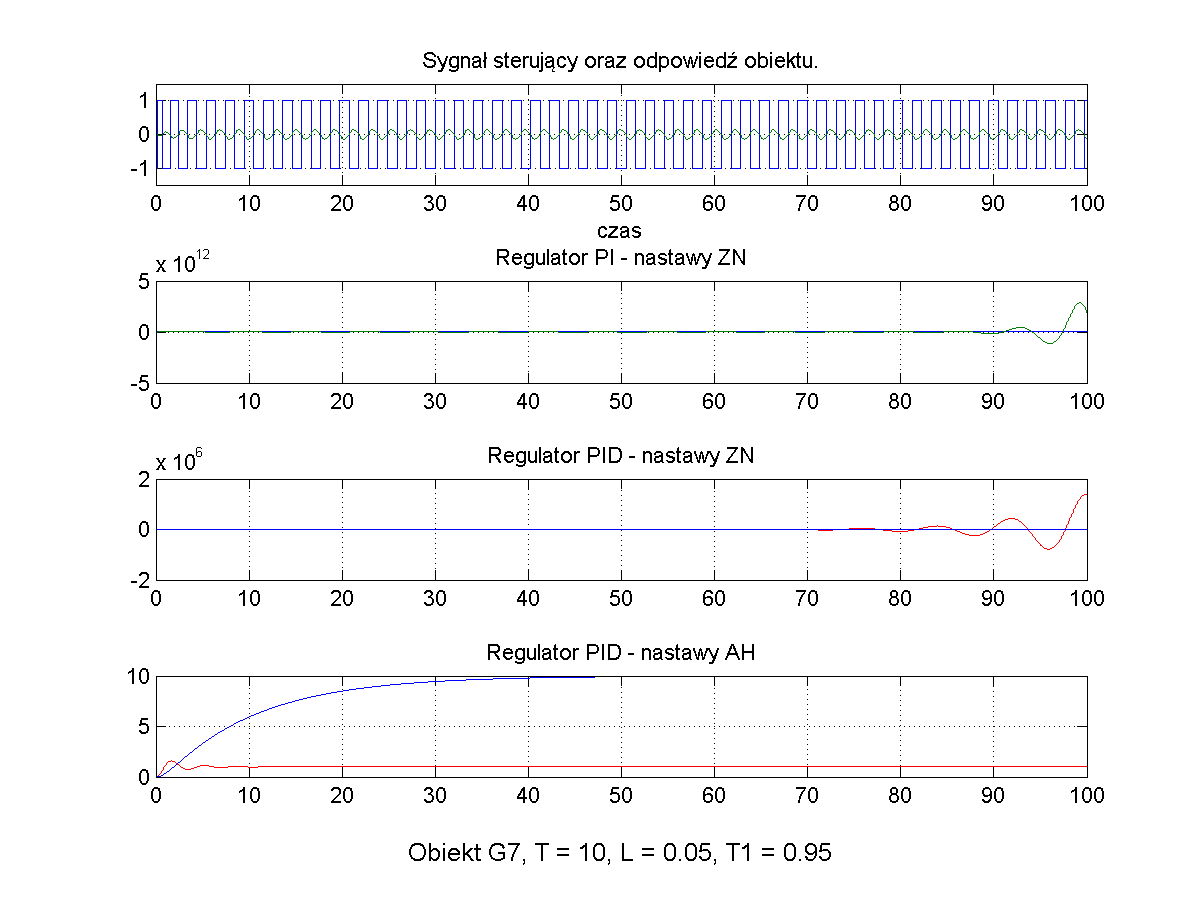 Sygnał sterujący oraz odpowiedź obiektu.
1
0
-1
0 10 20 30 40 50 60 70 80 90 100
czas
Regulator PI - nastawy ZN
x 10^12
5
0
-5
0 10 20 30 40 50 60 70 80 90 100
Regulator PID - nastawy ZN
x 10^6
2
0
-2
0 10 20 30 40 50 60 70 80 90 100
Regulator PID - nastawy AH
10
5
0
0 10 20 30 40 50 60 70 80 90 100
Obiekt G7, T = 10, L = 0.05, T1 = 0.95